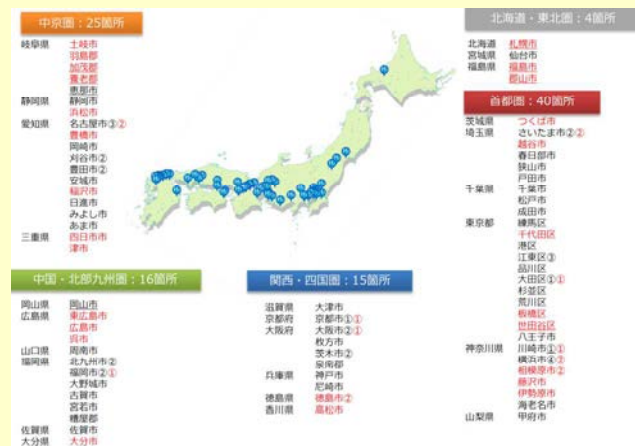 中京圏：25箇所
岐阜県 土岐市
羽島郡
加茂郡
養老郡
恵那市
静岡県 静岡市
浜松市
愛知県 名古屋市③②
豊橋市
岡崎市
刈谷市②
豊田市②
安城市
稲沢市
日進市
みよし市
あま市
三重県 四日市市
津市
北海道・東北圏：4箇所
北海道 札幌市
宮城県 仙台市
福島県 福島市
郡山市
首都圏：40箇所
茨城県 つくば市
埼玉県 さいたま市②②
越谷市
春日部市
狭山市
戸田市
千葉県 千葉市
松戸市
成田市
東京都 練馬区
千代田区
港区
江東区③
品川区
大田区①①
杉並区
荒川区
板橋区
世田谷区
八王子市
神奈川県 川崎市①①
横浜市④②
相模原市②
藤沢市
伊勢原市
海老名市
山梨県 甲府市
中国・北部九州圏：16箇所
岡山県 岡山市
広島県 東広島市
広島市
呉市
山口県 周南市
福岡県 北九州市②
福岡市②①
大野城市
古賀市
宮若市
糟屋郡
佐賀県 佐賀市
大分県 大分市
関西・四国圏：15箇所
滋賀県 大津市
京都府 京都市①①
大阪府 大阪市②①
枚方市
茨木市②
泉南郡
兵庫県 神戸市
尼崎市
徳島県 徳島市②
香川県 高松市